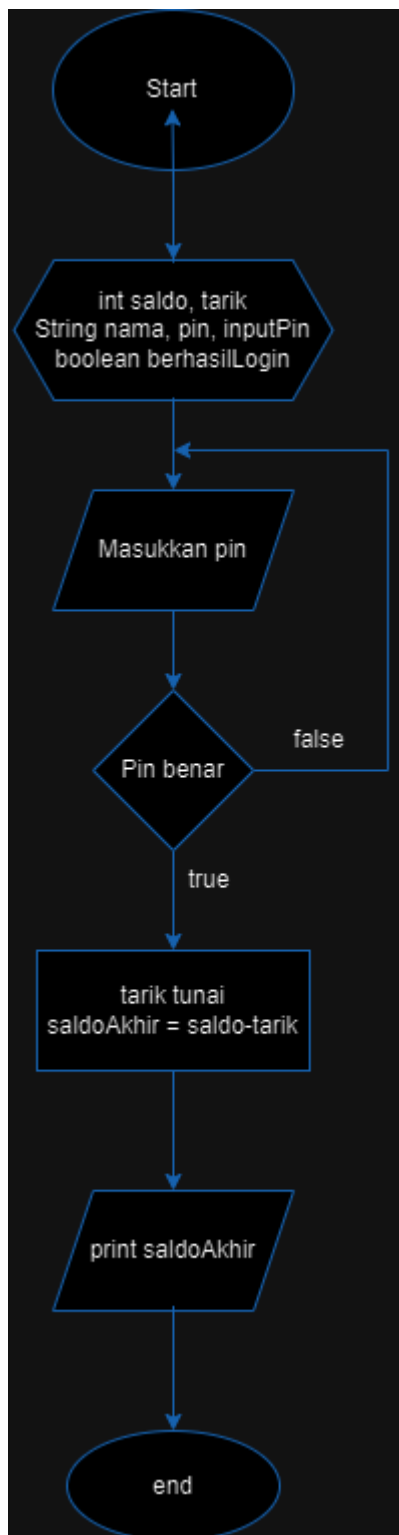 Start
int saldo, tarik
String nama, pin, inputPin
boolean berhasilLogin
Masukkan pin
Pin benar
false
true
tarik tunai
saldoAkhir = saldo-tarik
print saldoAkhir
end